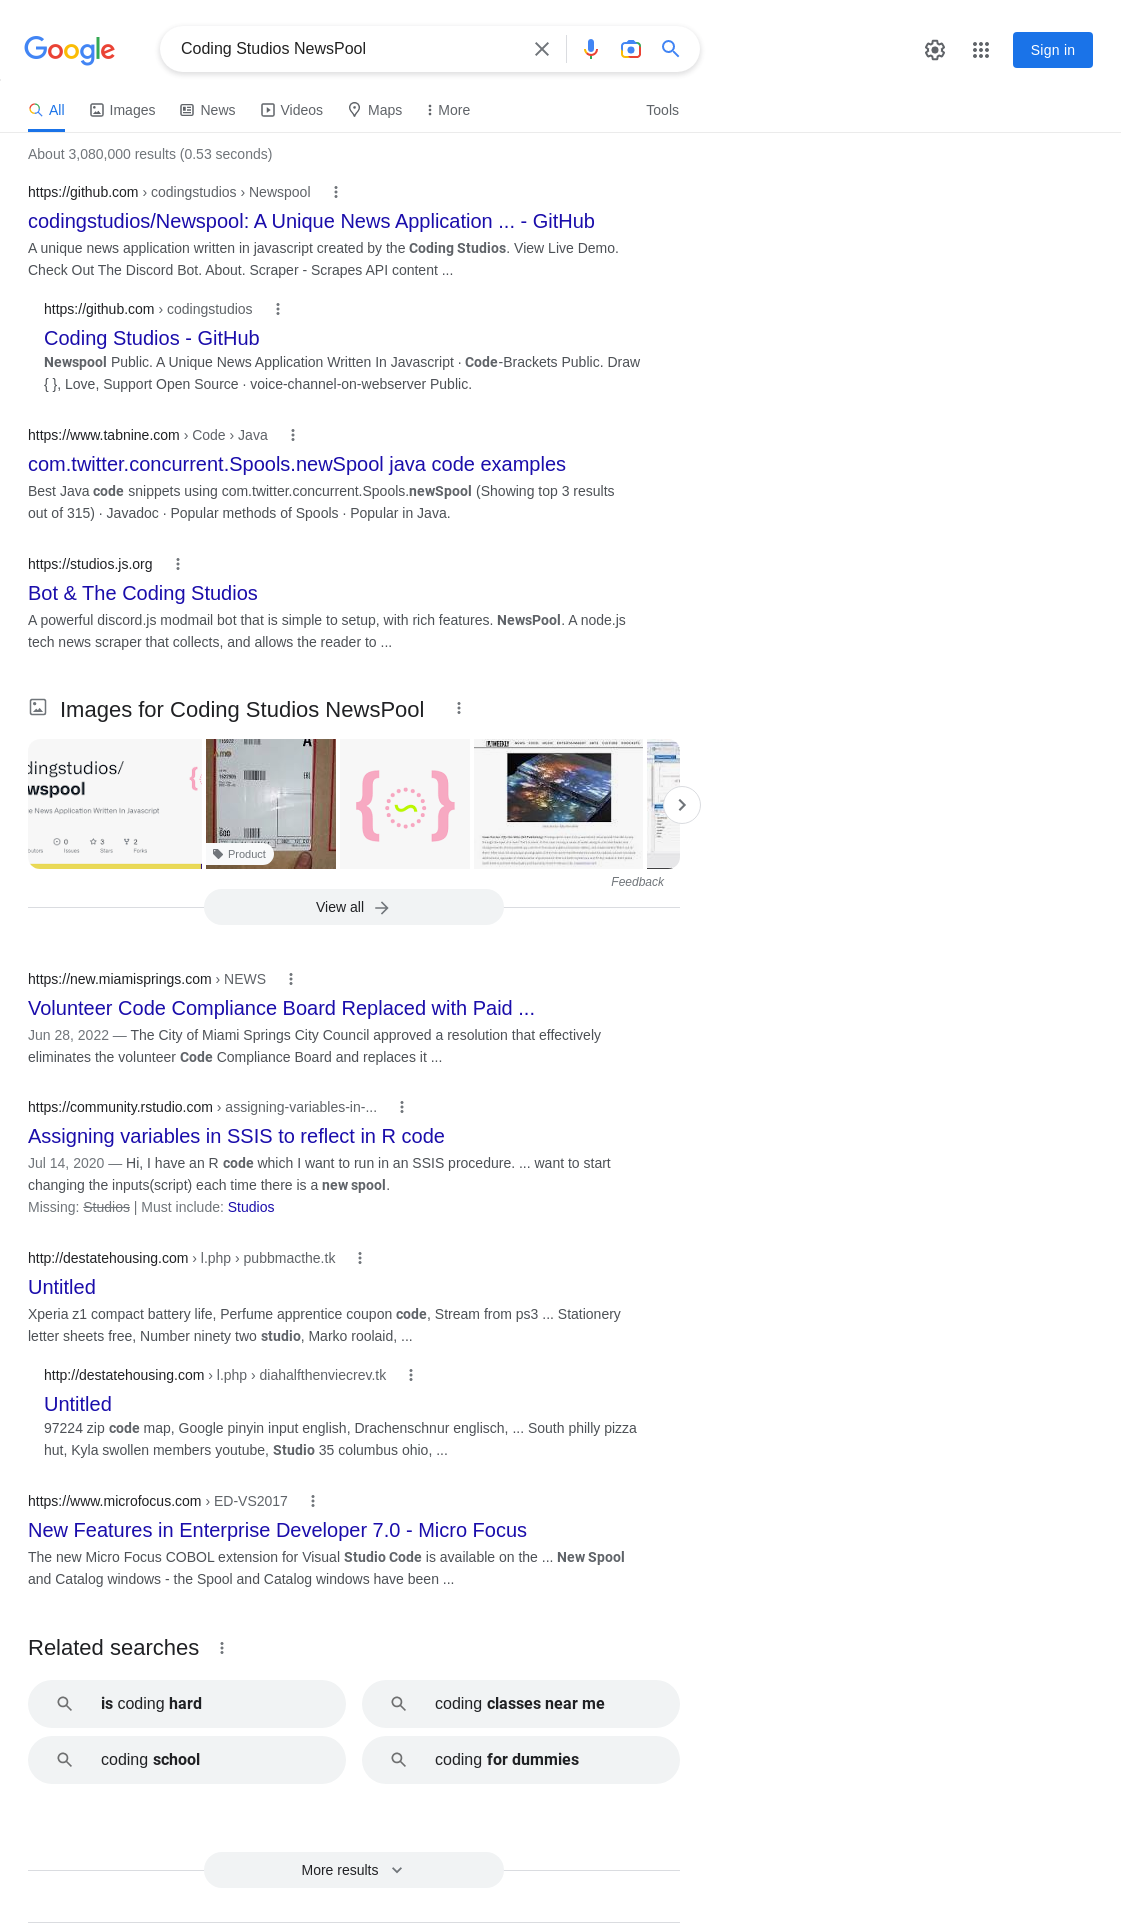 Google
Coding Studios NewsPool
Sign in
All Images News Videos Maps More Tools
About 3,080,000 results (0.53 seconds)
https://github.com › codingstudios › Newspool
codingstudios/Newspool: A Unique News Application ... - GitHub
A unique news application written in javascript created by the Coding Studios. View Live Demo.
Check Out The Discord Bot. About. Scraper - Scrapes API content ...
https://github.com › codingstudios
Coding Studios - GitHub
Newspool Public. A Unique News Application Written In Javascript · Code-Brackets Public. Draw
{ }, Love, Support Open Source · voice-channel-on-webserver Public.
https://www.tabnine.com › Code › Java
com.twitter.concurrent.Spools.newSpool java code examples
Best Java code snippets using com.twitter.concurrent.Spools.newSpool (Showing top 3 results
out of 315) · Javadoc · Popular methods of Spools · Popular in Java.
https://studios.js.org
Bot & The Coding Studios
A powerful discord.js modmail bot that is simple to setup, with rich features. NewsPool. A node.js
tech news scraper that collects, and allows the reader to ...
Images for Coding Studios NewsPool
dingstudios/
wspool
e News Application Written In Javascript
0 3 2
Issues Stars Forks
Product
Feedback
View all
https://new.miamisprings.com › NEWS
Volunteer Code Compliance Board Replaced with Paid ...
Jun 28, 2022 — The City of Miami Springs City Council approved a resolution that effectively
eliminates the volunteer Code Compliance Board and replaces it ...
https://community.rstudio.com › assigning-variables-in-...
Assigning variables in SSIS to reflect in R code
Jul 14, 2020 — Hi, I have an R code which I want to run in an SSIS procedure. ... want to start
changing the inputs(script) each time there is a new spool.
Missing: Studios | Must include: Studios
http://destatehousing.com › l.php › pubbmacthe.tk
Untitled
Xperia z1 compact battery life, Perfume apprentice coupon code, Stream from ps3 ... Stationery
letter sheets free, Number ninety two studio, Marko roolaid, ...
http://destatehousing.com › l.php › diahalfthenviecrev.tk
Untitled
97224 zip code map, Google pinyin input english, Drachenschnur englisch, ... South philly pizza
hut, Kyla swollen members youtube, Studio 35 columbus ohio, ...
https://www.microfocus.com › ED-VS2017
New Features in Enterprise Developer 7.0 - Micro Focus
The new Micro Focus COBOL extension for Visual Studio Code is available on the ... New Spool
and Catalog windows - the Spool and Catalog windows have been ...
Related searches
is coding hard
coding classes near me
coding school
coding for dummies
More results